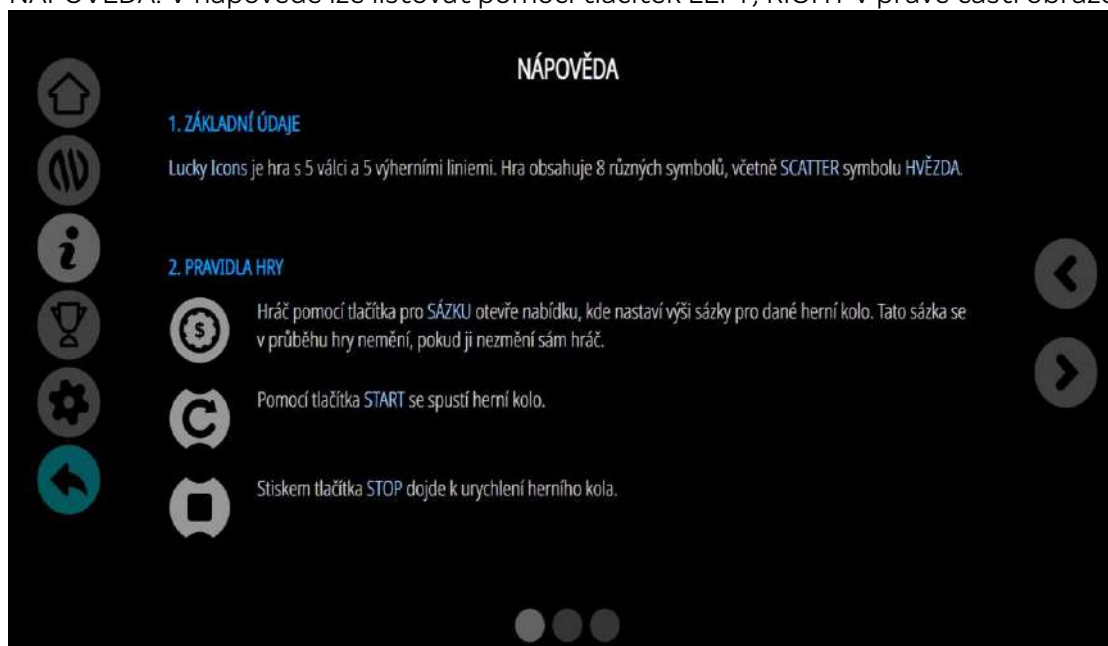 NÁPOVĚDA. V nápovědě lze listovat pomocí tlačítek LEFT, RIGHT v pravé části
NÁPOVĚDA
1. ZÁKLADNÍ ÚDAJE
Lucky Icons je hra s 5 válci a 5 výherními liniemi. Hra obsahuje 8 různých symbolů, včetně SCATTER symbolu HVĚZDA.
2. PRAVIDLA HRY
Hráč pomocí tlačítka pro SÁZKU otevře nabídku, kde nastaví výši sázky pro dané herní kolo. Tato sázka se
v průběhu hry nemění, pokud ji nezmění sám hráč.
Pomocí tlačítka START se spustí herní kolo.
Stiskem tlačítka STOP dojde k urychlení herního kola.